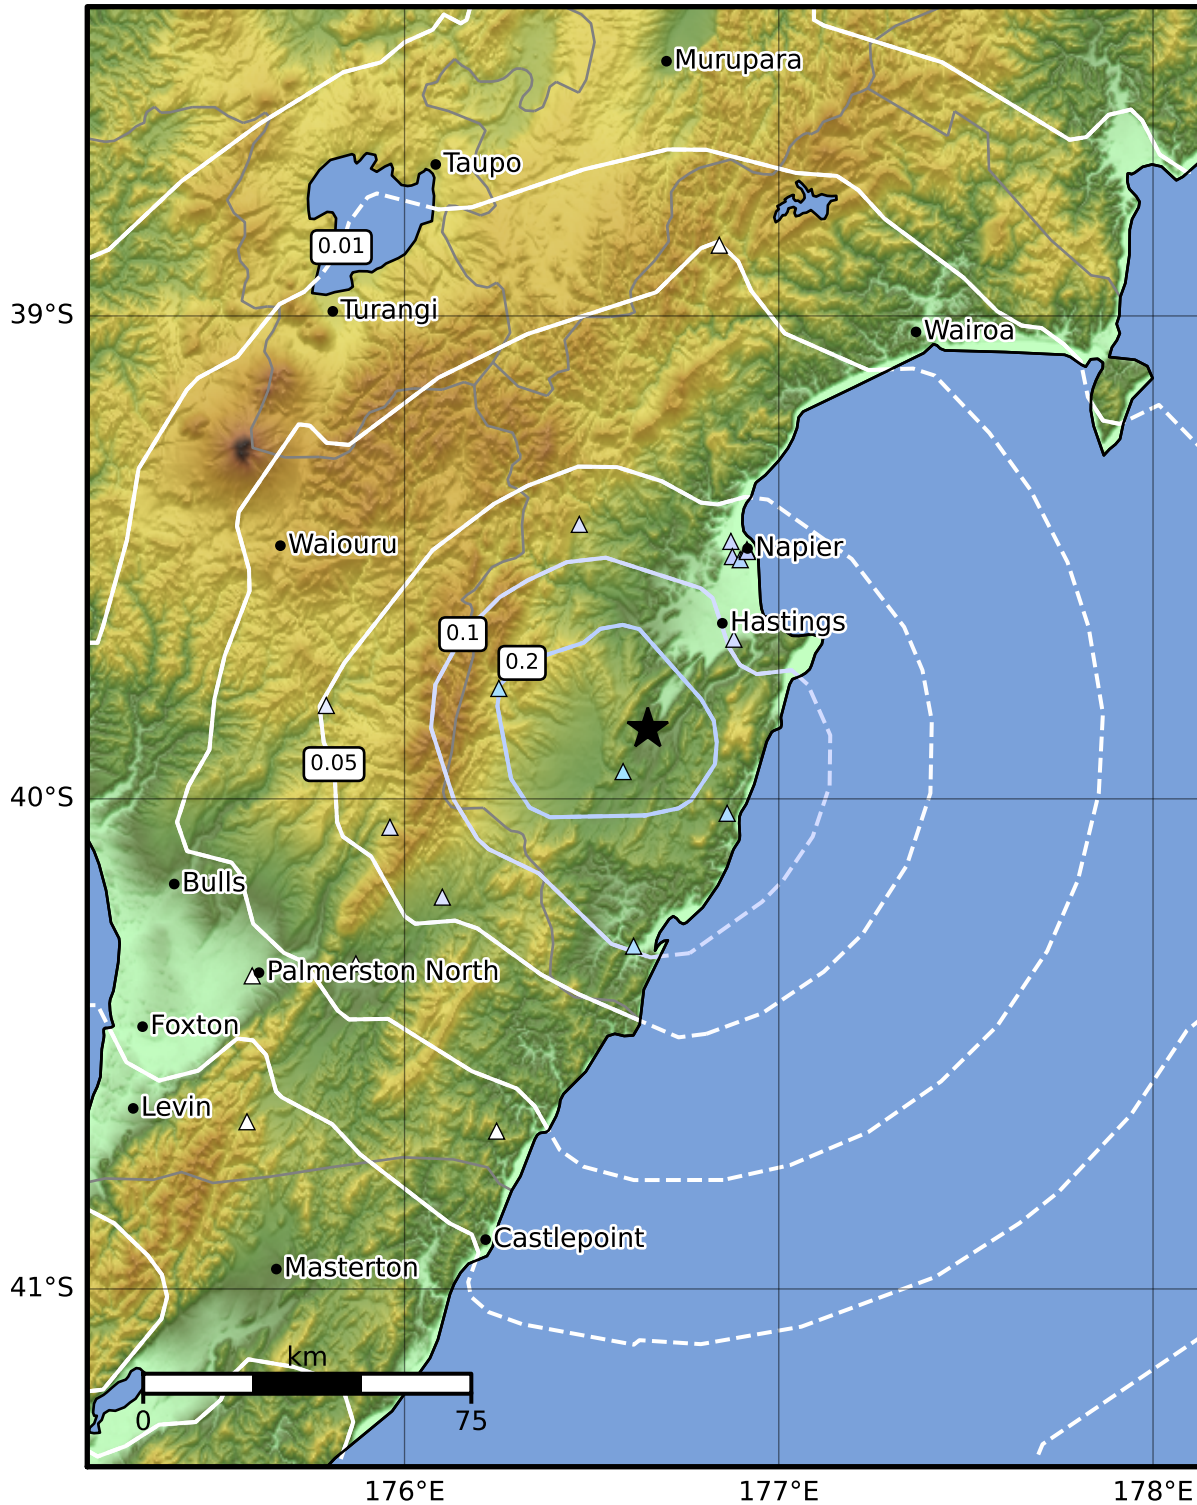 Murupara
Taupo
0.01
Turangi
39°S
Wairoa
Waiouru
Napier
Hastings
0.1
0.2
0.05
40°S
Bulls
Palmerston North
Foxton
Levin
Castlepoint
Masterton
41°S
km
0 75
176°E 177°E 178°E